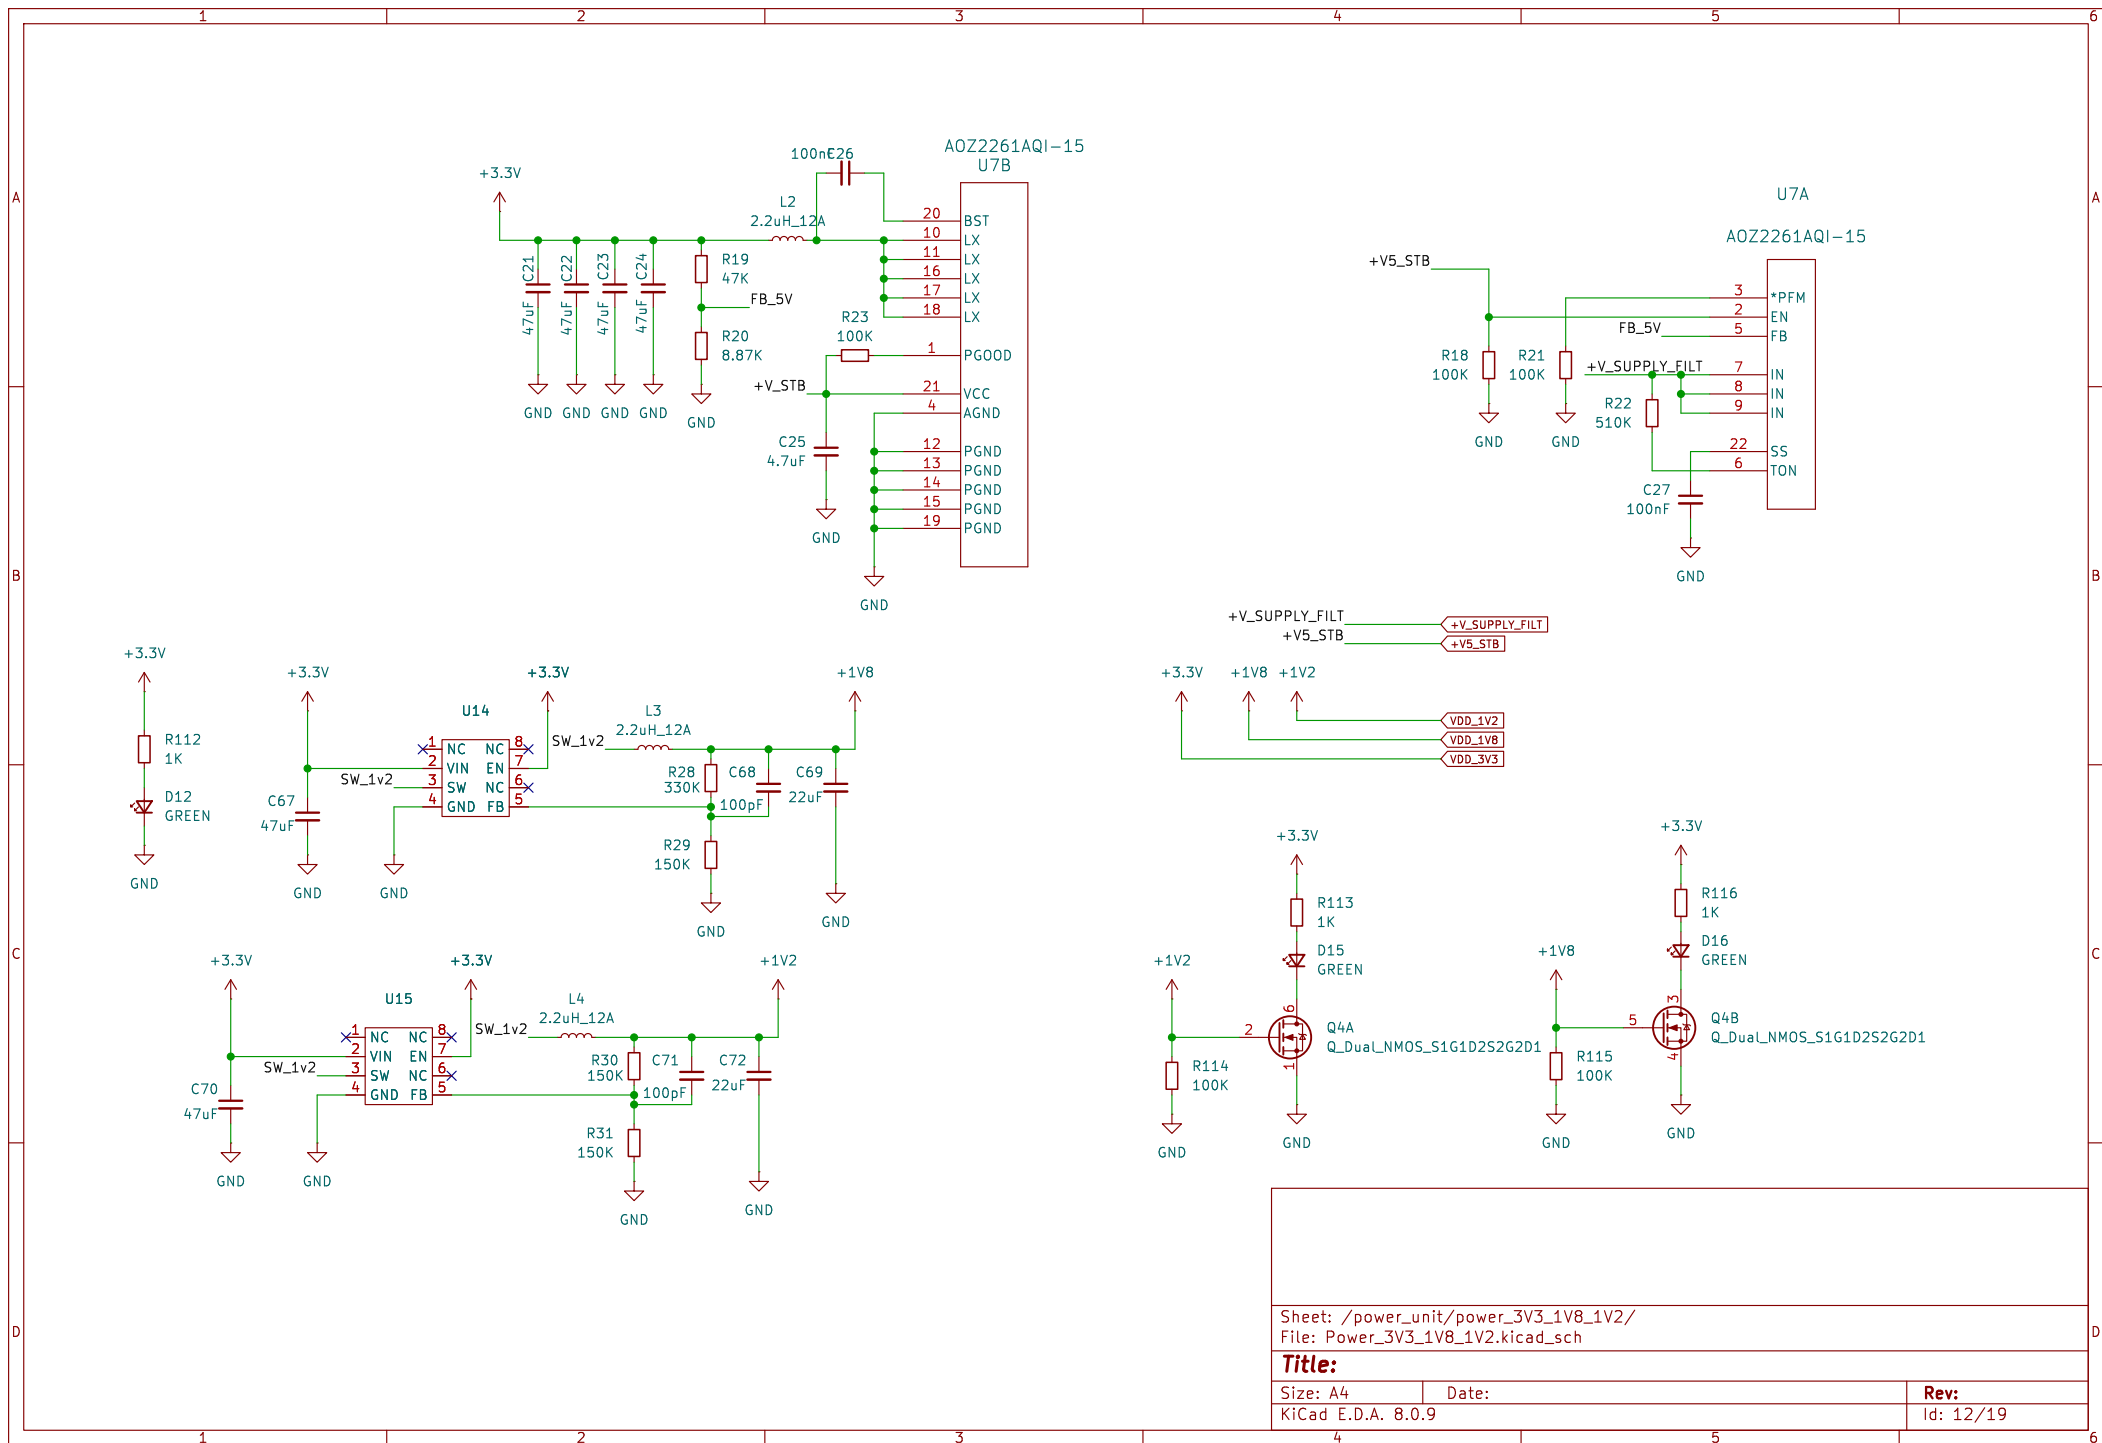 1 2 3 4 5 6
A A
B B
C C
D D
AOZ2261AQI-15
U7B
100nF C26
+3.3V
L2
2.2uH_12A
20 BST
10 LX
11 LX
16 LX
17 LX
18 LX
1 PGOOD
21 VCC
4 AGND
12 PGND
13 PGND
14 PGND
15 PGND
19 PGND
C21 47uF
C22 47uF
C23 47uF
C24 47uF
R19
47K
FB_5V
R20
8.87K
R23
100K
+V_STB
C25
4.7uF
GND GND GND GND
GND
GND
GND
U7A
AOZ2261AQI-15
+V5_STB
3 *PFM
2 EN
5 FB
7 IN
8 IN
9 IN
22 SS
6 TON
FB_5V
R18
100K
R21
100K
+V_SUPPLY_FILT
R22
510K
C27
100nF
GND GND
GND
+V_SUPPLY_FILT +V_SUPPLY_FILT
+V5_STB +V5_STB
+3.3V +1V8 +1V2
VDD_1V2
VDD_1V8
VDD_3V3
+3.3V
R112
1K
D12
GREEN
GND
+3.3V
+3.3V
+1V8
U14
1 NC NC 8
2 VIN EN 7
3 SW NC 6
4 GND FB 5
SW_1v2
SW_1v2
L3
2.2uH_12A
C67
47uF
R28
330K
C68
100pF
C69
22uF
R29
150K
GND GND GND GND
+3.3V
+3.3V
+1V2
U15
1 NC NC 8
2 VIN EN 7
3 SW NC 6
4 GND FB 5
SW_1v2
SW_1v2
L4
2.2uH_12A
C70
47uF
R30
150K
C71
100pF
C72
22uF
R31
150K
GND GND GND GND
+3.3V
R113
1K
D15
GREEN
+1V2
2 6 1
Q4A
Q_Dual_NMOS_S1G1D2S2G2D1
R114
100K
GND GND
+3.3V
R116
1K
D16
GREEN
+1V8
5 3 4
Q4B
Q_Dual_NMOS_S1G1D2S2G2D1
R115
100K
GND GND
Sheet: /power_unit/power_3V3_1V8_1V2/
File: Power_3V3_1V8_1V2.kicad_sch
Title:
Size: A4 Date: Rev:
KiCad E.D.A. 8.0.9 Id: 12/19
1 2 3 4 5 6